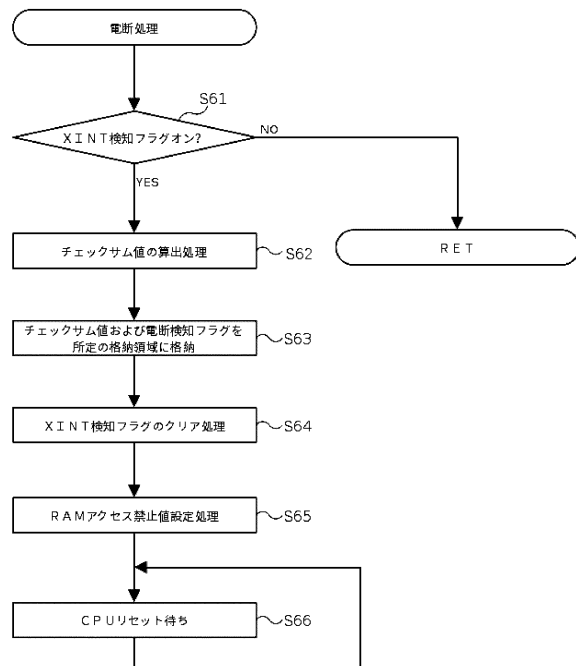 電断処理
S61
XINT検知フラグオン?
NO
YES
チェックサム値の算出処理
S62
RET
チェックサム値および電断検知フラグを
所定の格納領域に格納
S63
XINT検知フラグのクリア処理
S64
RAMアクセス禁止値設定処理
S65
CPUリセット待ち
S66